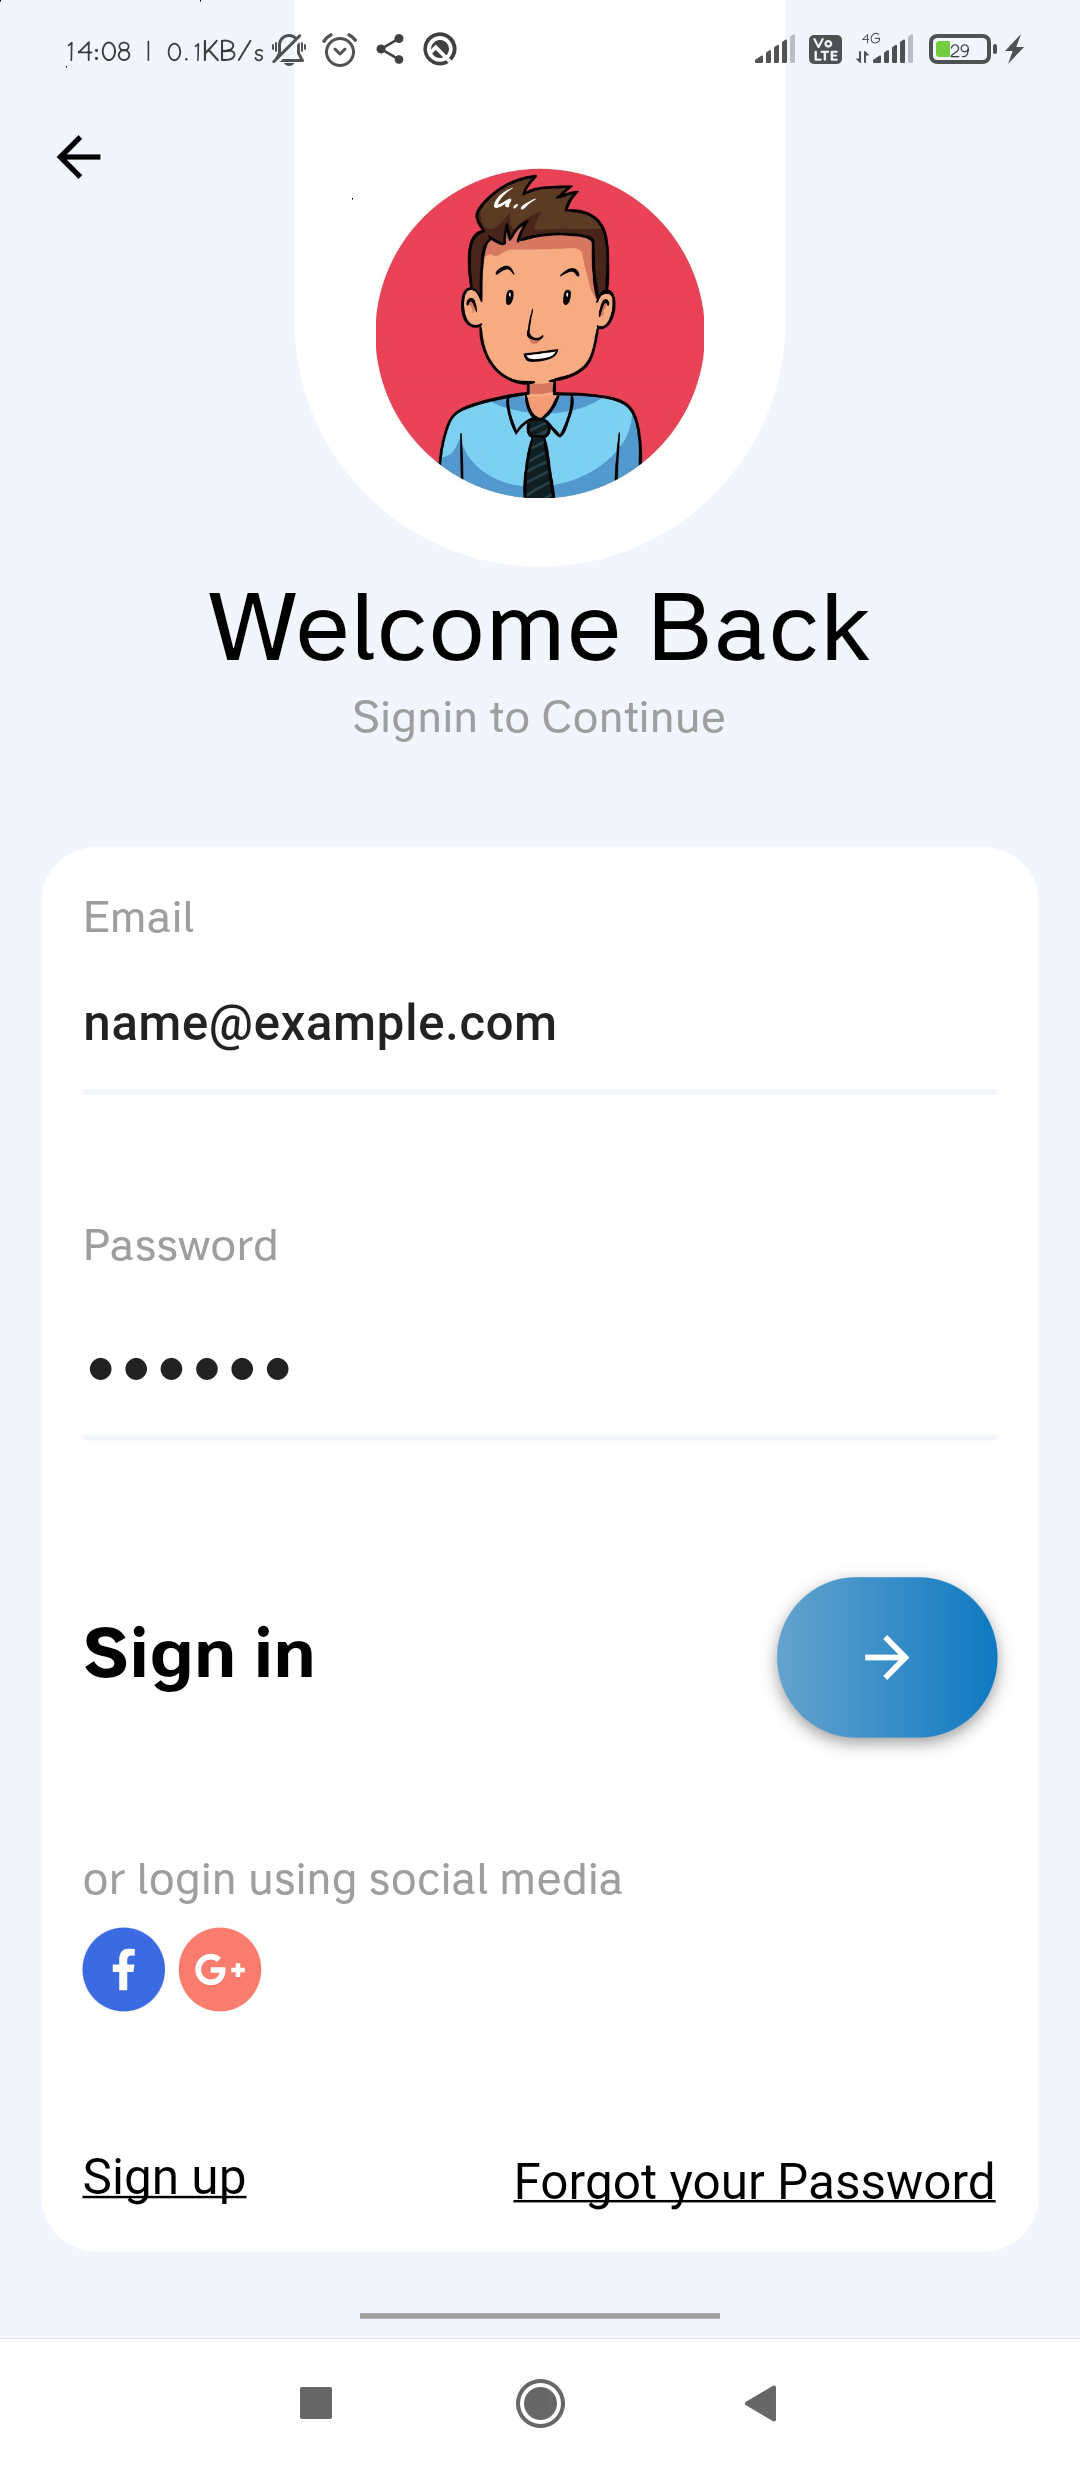 14:08 | 0.1KB/s
Vo LTE 4G 29
Welcome Back
Signin to Continue
Email
name@example.com
Password
••••••
Sign in
or login using social media
f G+
Sign up Forgot your Password